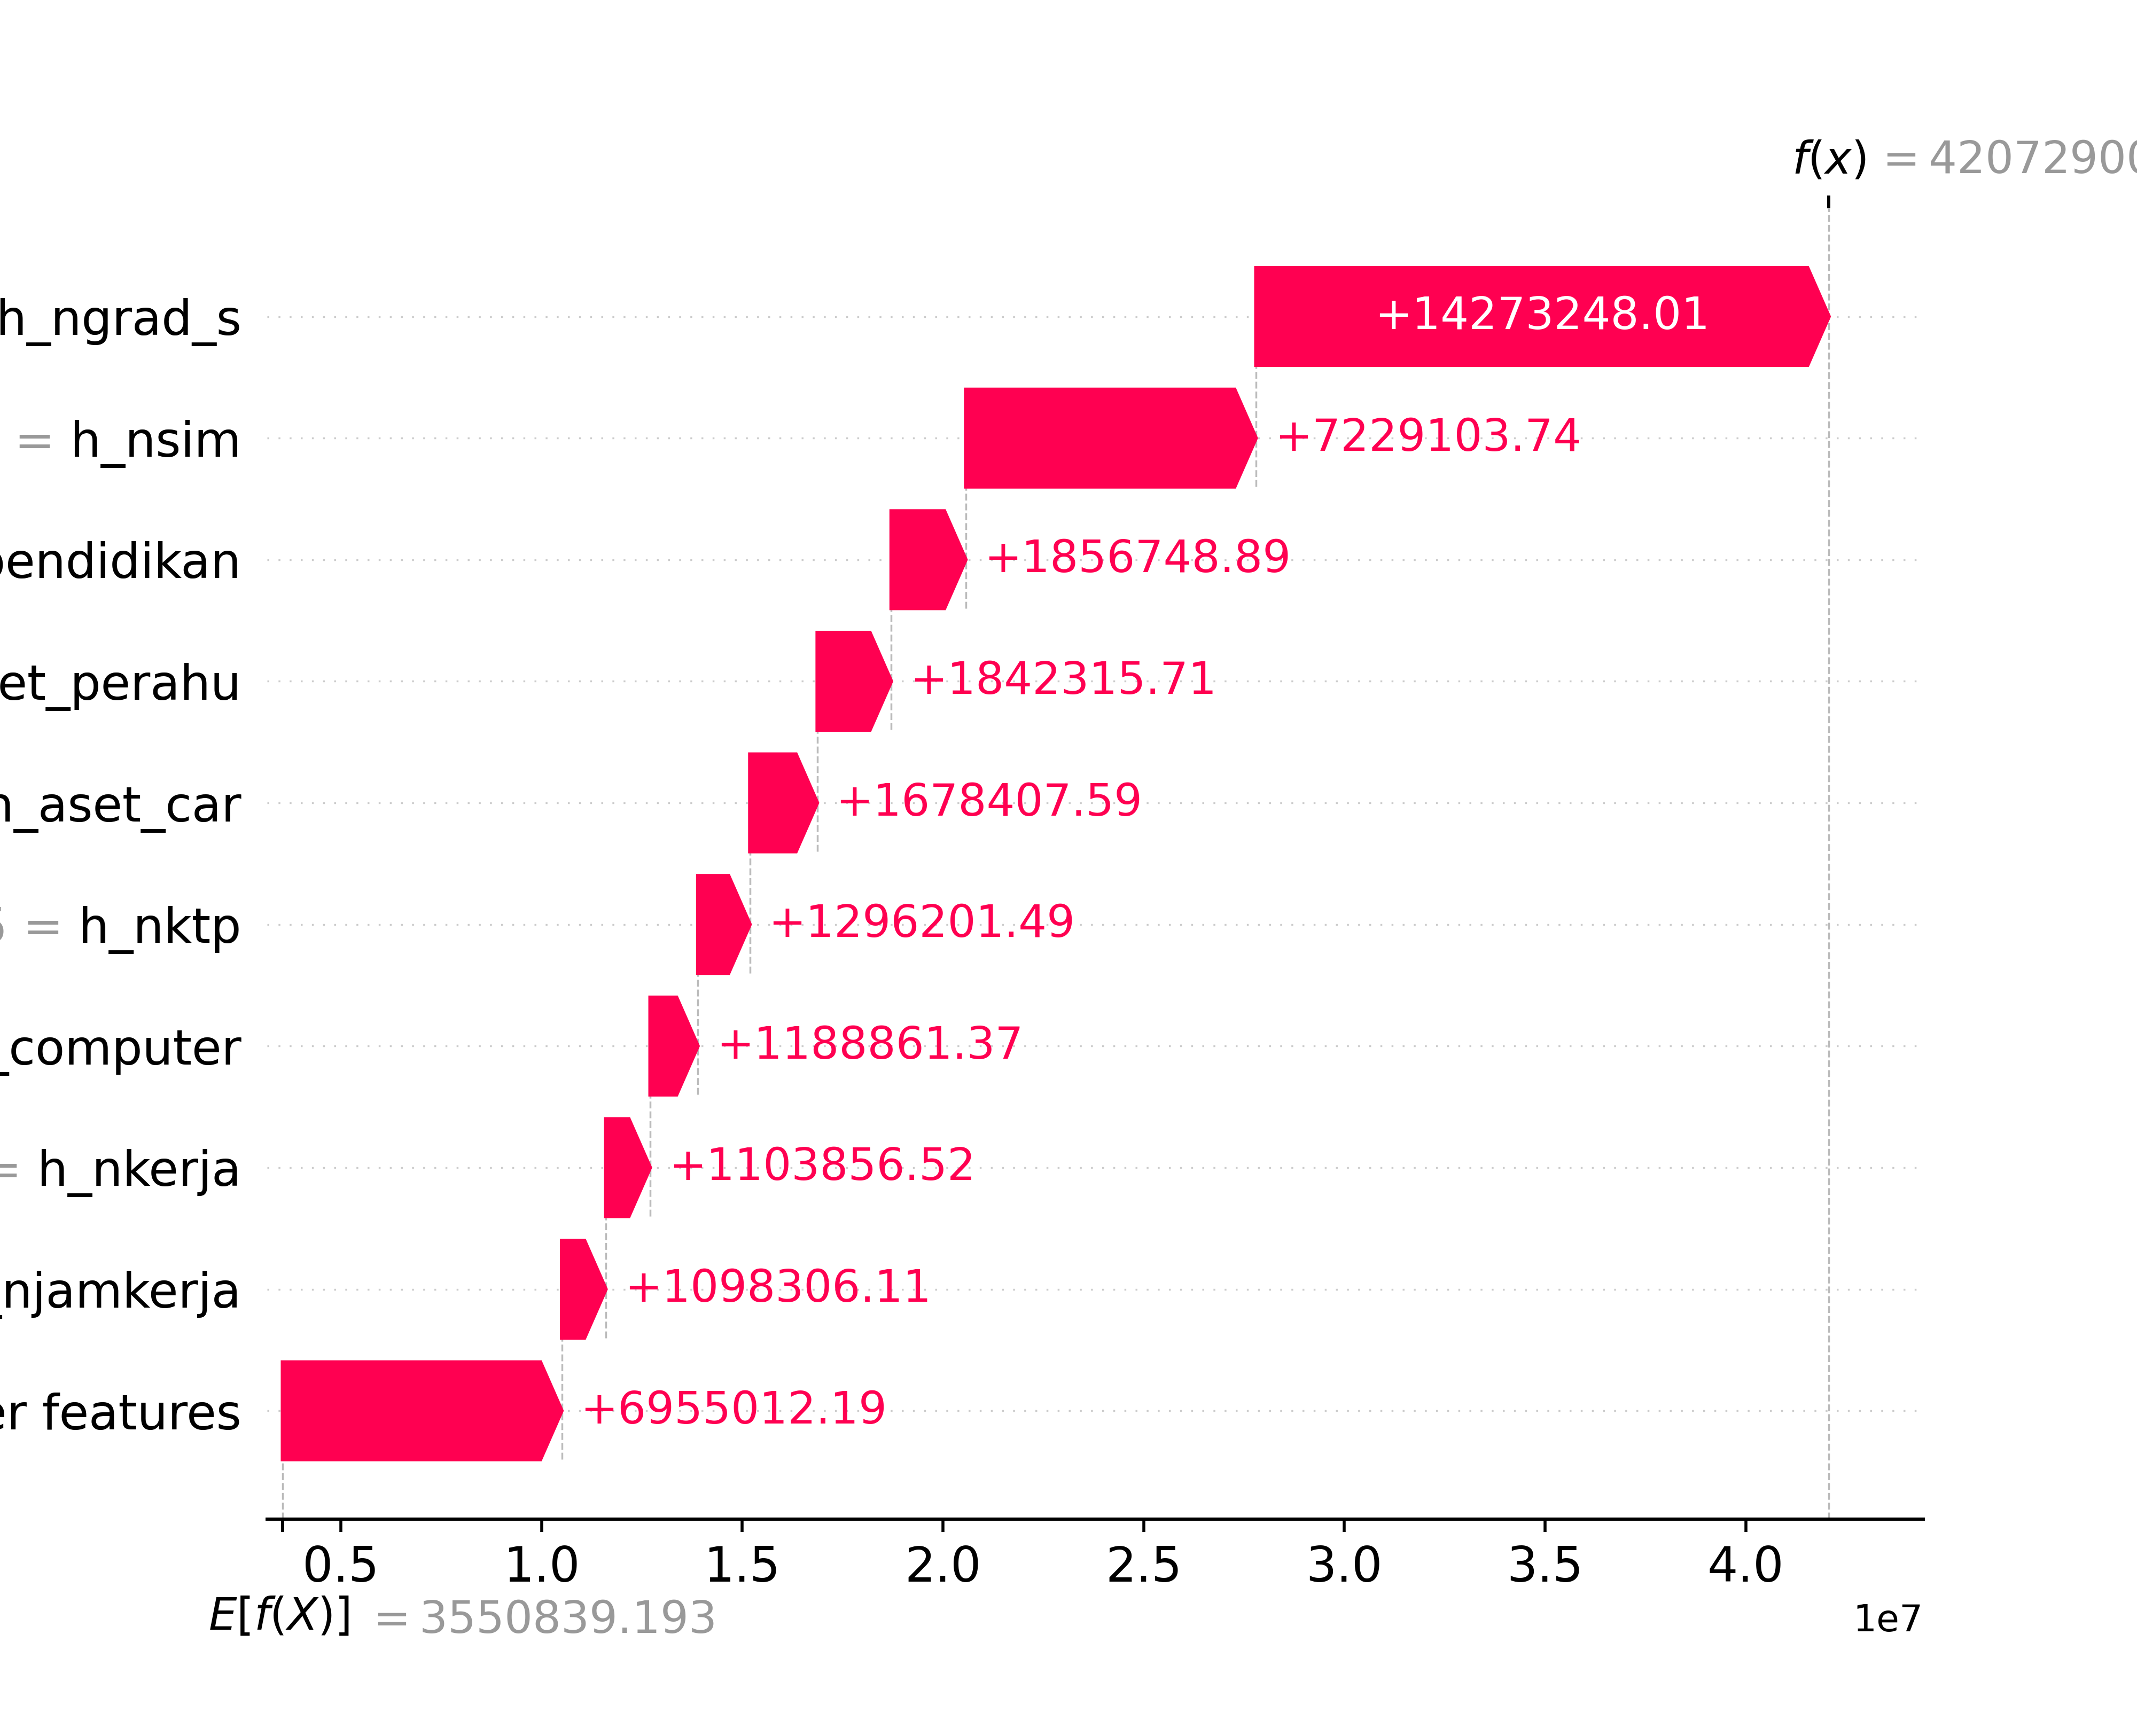 f(x) = 4207290
h_ngrad_s
+14273248.01
= h_nsim
+7229103.74
endidikan
+1856748.89
et_perahu
+1842315.71
_aset_car
+1678407.59
= h_nktp
+1296201.49
_computer
+1188861.37
= h_nkerja
+1103856.52
njamkerja
+1098306.11
r features
+6955012.19
0.5 1.0 1.5 2.0 2.5 3.0 3.5 4.0
E[f(X)] = 3550839.193
1e7